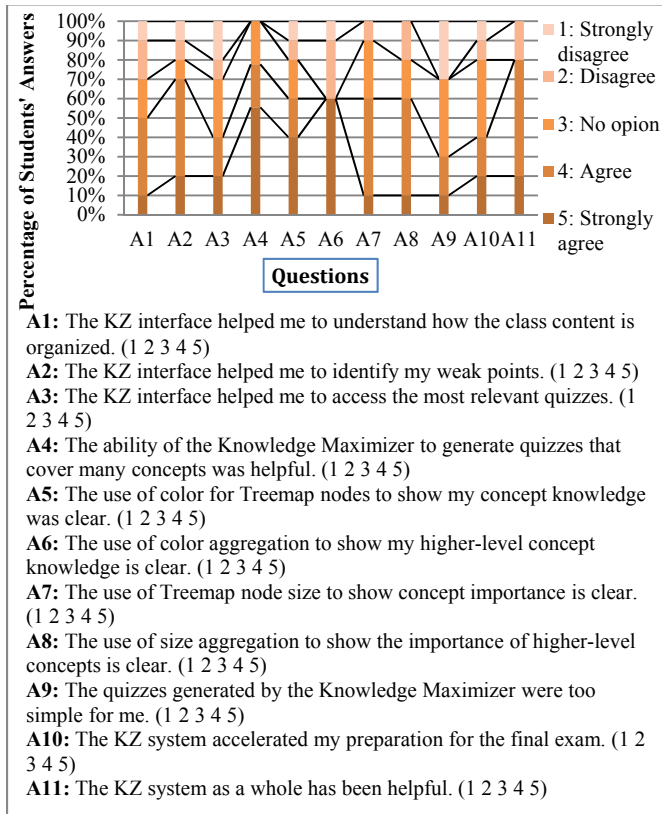 Percentage of Students' Answers
100%
90%
80%
70%
60%
50%
40%
30%
20%
10%
0%
A1 A2 A3 A4 A5 A6 A7 A8 A9 A10 A11
Questions
1: Strongly
disagree
2: Disagree
3: No opion
4: Agree
5: Strongly
agree
A1: The KZ interface helped me to understand how the class content is
organized. (1 2 3 4 5)
A2: The KZ interface helped me to identify my weak points. (1 2 3 4 5)
A3: The KZ interface helped me to access the most relevant quizzes. (1
2 3 4 5)
A4: The ability of the Knowledge Maximizer to generate quizzes that
cover many concepts was helpful. (1 2 3 4 5)
A5: The use of color for Treemap nodes to show my concept knowledge
was clear. (1 2 3 4 5)
A6: The use of color aggregation to show my higher-level concept
knowledge is clear. (1 2 3 4 5)
A7: The use of Treemap node size to show concept importance is clear.
(1 2 3 4 5)
A8: The use of size aggregation to show the importance of higher-level
concepts is clear. (1 2 3 4 5)
A9: The quizzes generated by the Knowledge Maximizer were too
simple for me. (1 2 3 4 5)
A10: The KZ system accelerated my preparation for the final exam. (1 2
3 4 5)
A11: The KZ system as a whole has been helpful. (1 2 3 4 5)